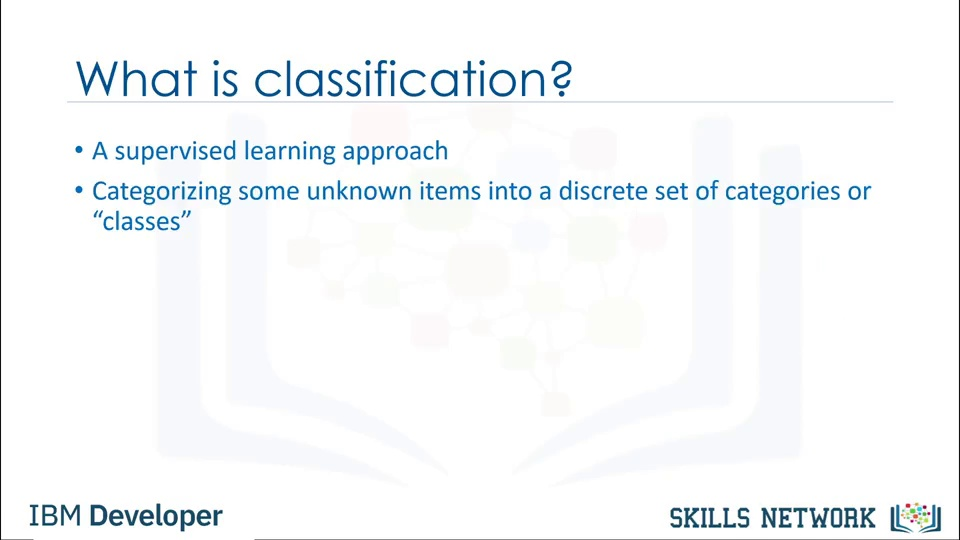 What is classification?
• A supervised learning approach
• Categorizing some unknown items into a discrete set of categories or
“classes”
IBM Developer
SKILLS NETWORK